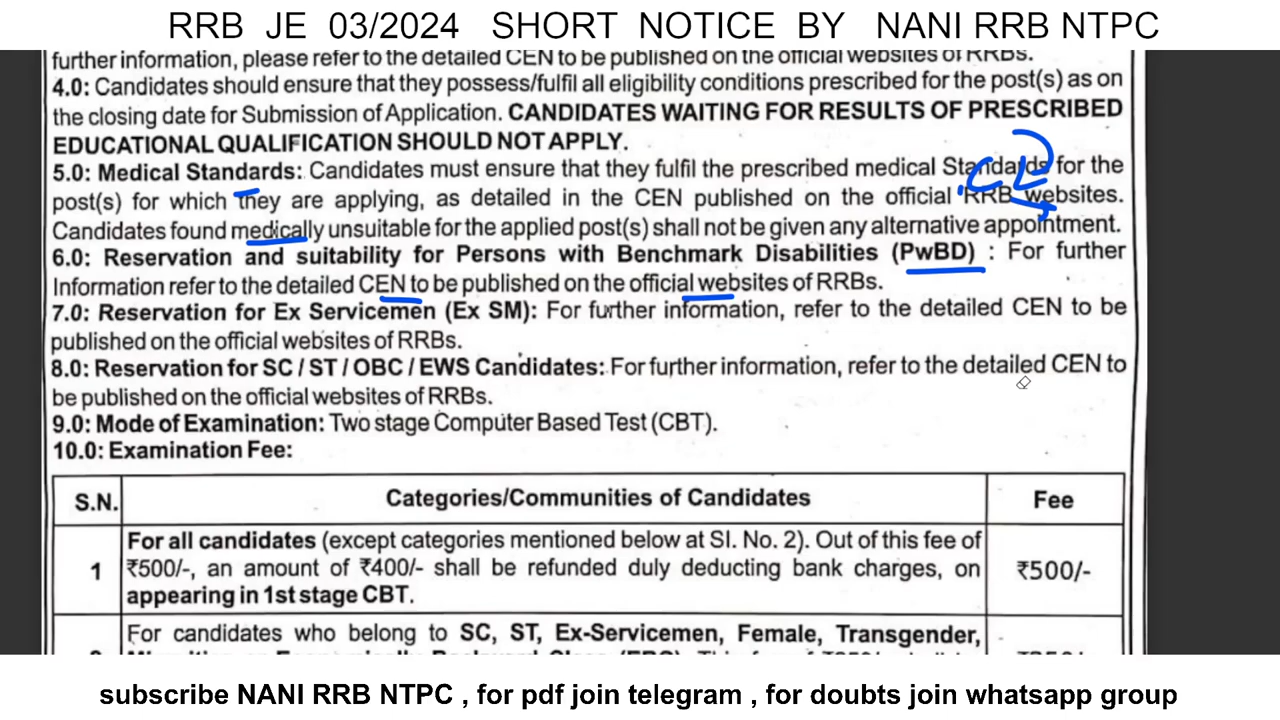 RRB JE 03/2024 SHORT NOTICE BY NANI RRB NTPC
further information, please refer to the detailed CEN to be published on the official websites of RRBs.
4.0: Candidates should ensure that they possess/fulfil all eligibility conditions prescribed for the post(s) as on
the closing date for Submission of Application. CANDIDATES WAITING FOR RESULTS OF PRESCRIBED
EDUCATIONAL QUALIFICATION SHOULD NOT APPLY.
5.0: Medical Standards: Candidates must ensure that they fulfil the prescribed medical Standards for the
post(s) for which they are applying, as detailed in the CEN published on the official RRB websites.
Candidates found medically unsuitable for the applied post(s) shall not be given any alternative appointment.
6.0: Reservation and suitability for Persons with Benchmark Disabilities (PwBD) : For further
Information refer to the detailed CEN to be published on the official websites of RRBs.
7.0: Reservation for Ex Servicemen (Ex SM): For further information, refer to the detailed CEN to be
published on the official websites of RRBs.
8.0: Reservation for SC / ST / OBC / EWS Candidates: For further information, refer to the detailed CEN to
be published on the official websites of RRBs.
9.0: Mode of Examination: Two stage Computer Based Test (CBT).
10.0: Examination Fee:
S.N. Categories/Communities of Candidates Fee
For all candidates (except categories mentioned below at Sl. No. 2). Out of this fee of
1 ₹500/-, an amount of ₹400/- shall be refunded duly deducting bank charges, on ₹500/-
appearing in 1st stage CBT.
For candidates who belong to SC, ST, Ex-Servicemen, Female, Transgender,
subscribe NANI RRB NTPC , for pdf join telegram , for doubts join whatsapp group